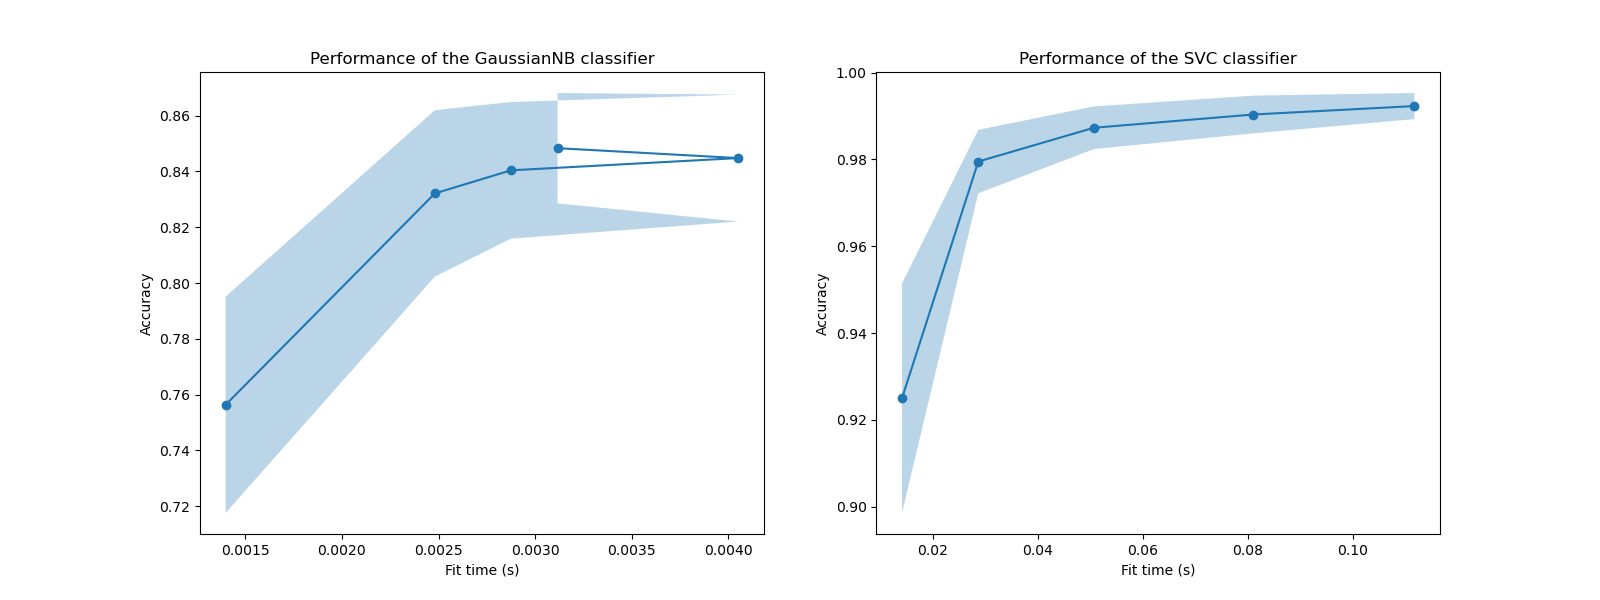 Performance of the GaussianNB classifier
Accuracy
0.86
0.84
0.82
0.80
0.78
0.76
0.74
0.72
0.0015 0.0020 0.0025 0.0030 0.0035 0.0040
Fit time (s)
Performance of the SVC classifier
Accuracy
1.00
0.98
0.96
0.94
0.92
0.90
0.02 0.04 0.06 0.08 0.10
Fit time (s)